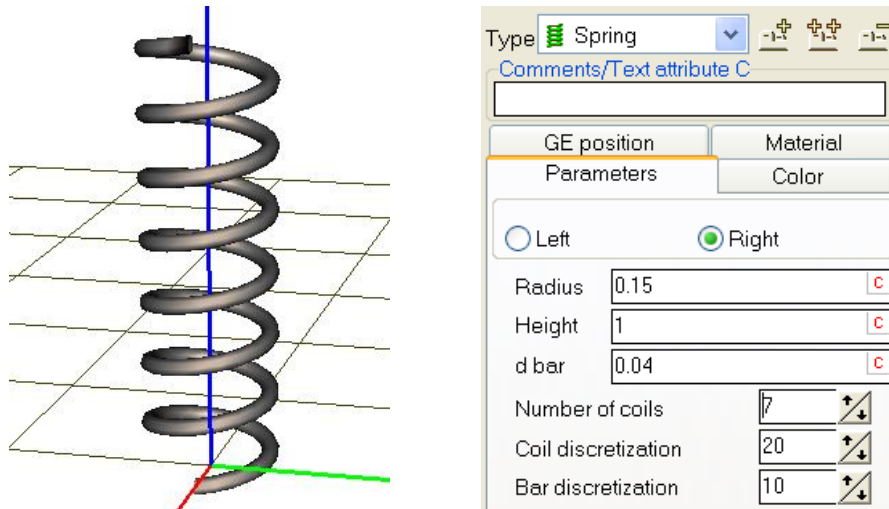 Type Spring
Comments/Text attribute C
GE position Material
Parameters Color
Left Right
Radius 0.15 C
Height 1 C
d bar 0.04 C
Number of coils 7
Coil discretization 20
Bar discretization 10